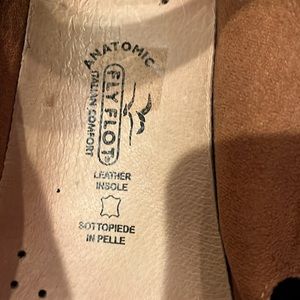 ANATOMIC
FLY FLOT
ITALIAN COMFORT
LEATHER
INSOLE
SOTTOPIEDE
IN PELLE